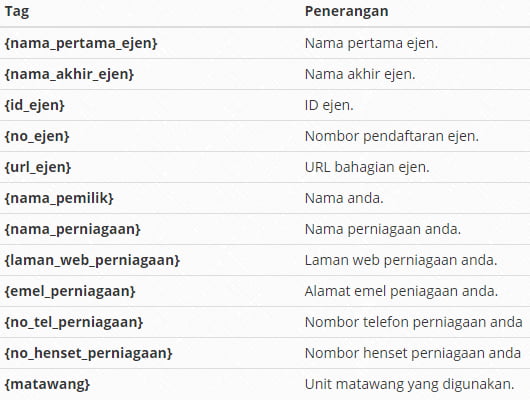 Tag Penerangan
{nama_pertama_ejen} Nama pertama ejen.
{nama_akhir_ejen} Nama akhir ejen.
{id_ejen} ID ejen.
{no_ejen} Nombor pendaftaran ejen.
{url_ejen} URL bahagian ejen.
{nama_pemilik} Nama anda.
{nama_perniagaan} Nama perniagaan anda.
{laman_web_perniagaan} Laman web perniagaan anda.
{emel_perniagaan} Alamat emel peniagaan anda.
{no_tel_perniagaan} Nombor telefon perniagaan anda
{no_henset_perniagaan} Nombor henset perniagaan anda
{matawang} Unit matawang yang digunakan.